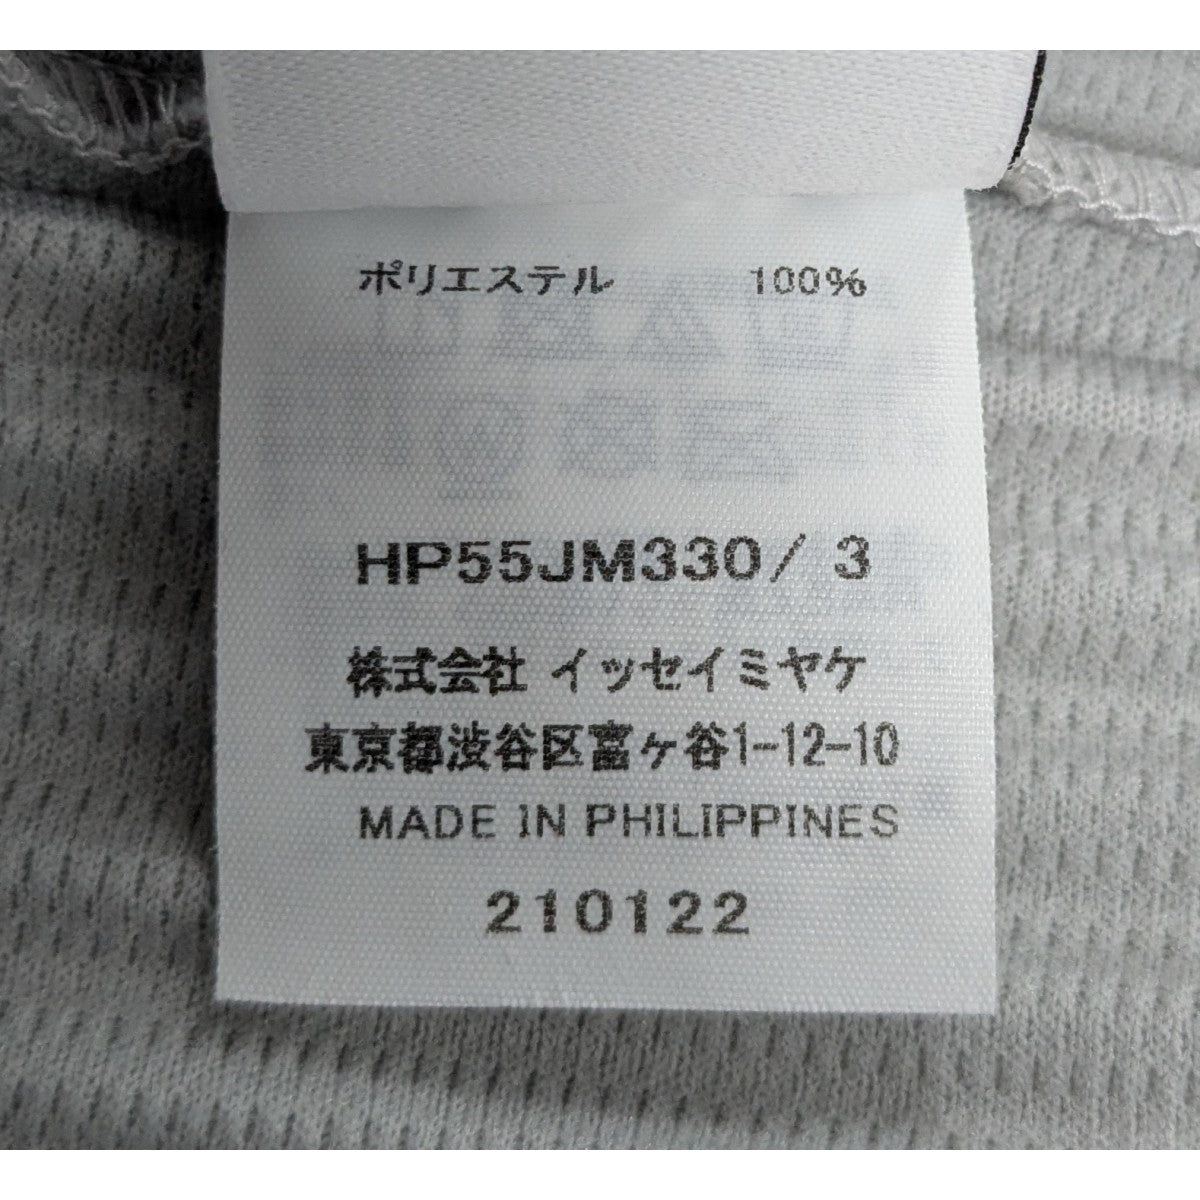 ポリエステル 100%
HP55JM330/ 3
株式会社 イッセイミヤケ
東京都渋谷区富ヶ谷1-12-10
MADE IN PHILIPPINES
210122